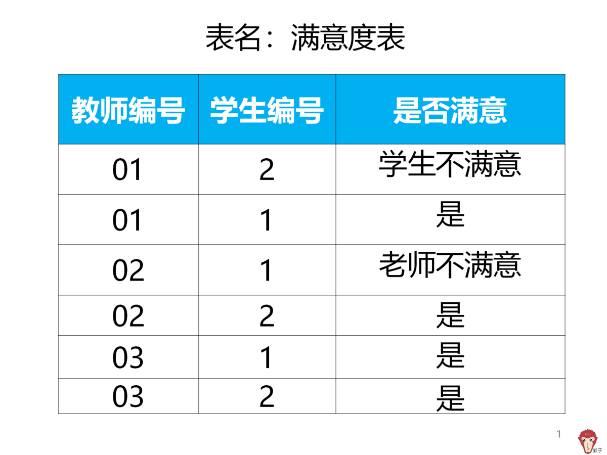 表名：满意度表
教师编号 学生编号 是否满意
01 2 学生不满意
01 1 是
02 1 老师不满意
02 2 是
03 1 是
03 2 是
1
猴子